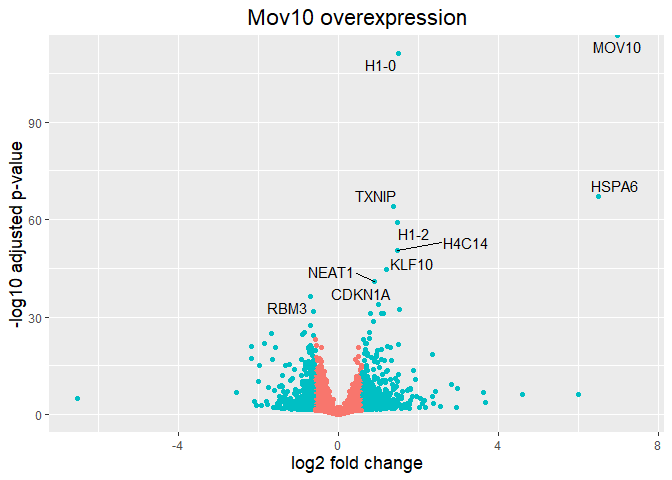 Mov10 overexpression
MOV10
H1-0
90
HSPA6
TXNIP
60
H1-2
H4C14
KLF10
NEAT1
CDKN1A
RBM3
30
0
-4
0
4
8
log2 fold change
-log10 adjusted p-value